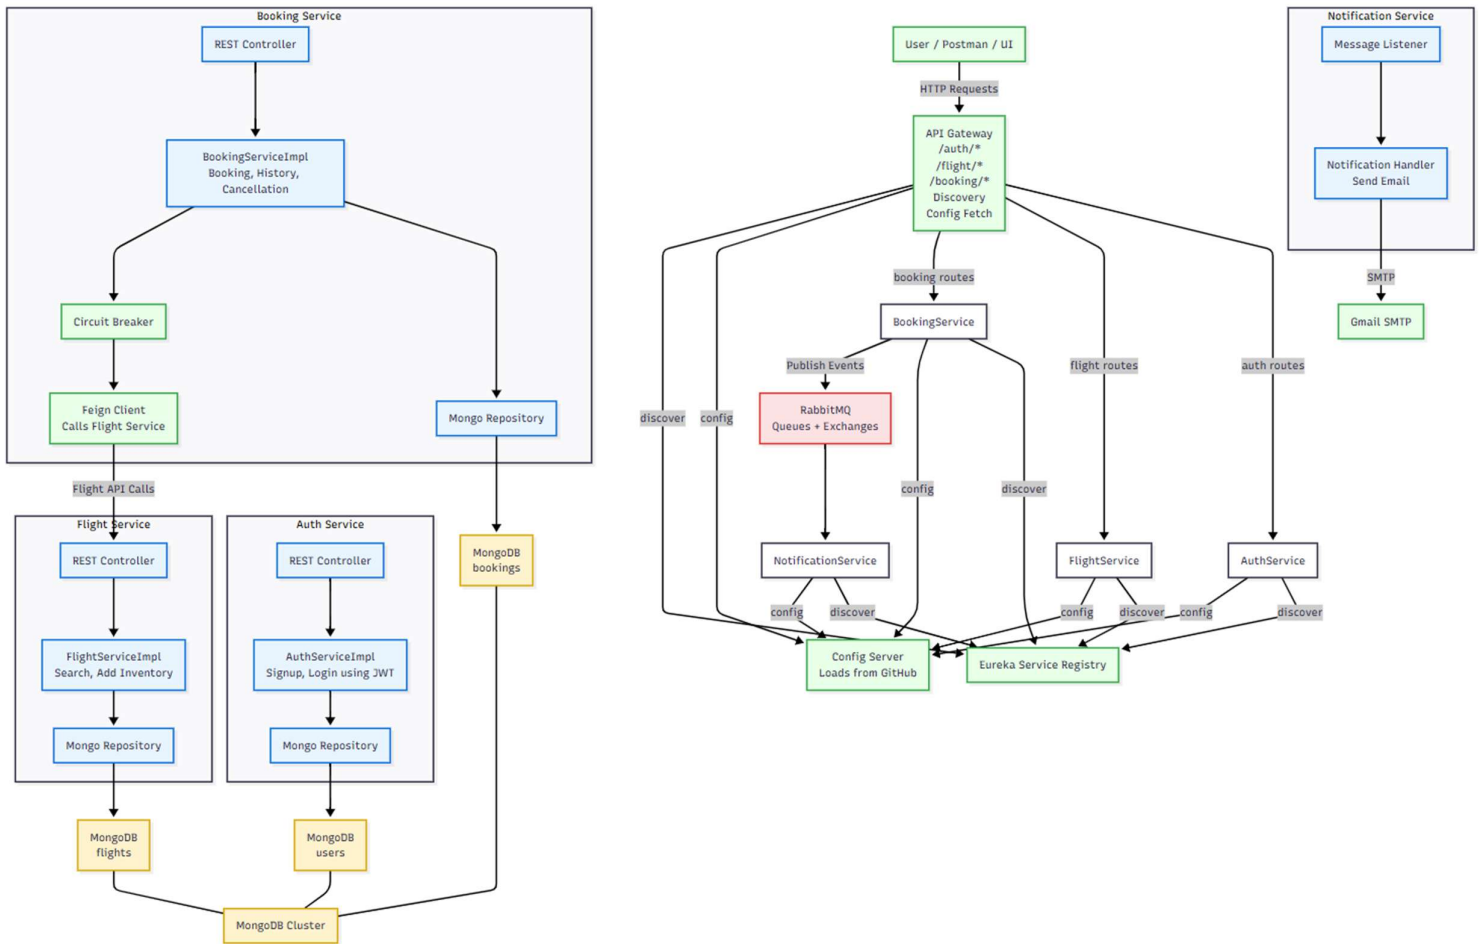 Booking Service
REST Controller
BookingServiceImpl
Booking, History,
Cancellation
Circuit Breaker
Feign Client
Calls Flight Service
Mongo Repository
Flight API Calls
Flight Service
REST Controller
FlightServiceImpl
Search, Add Inventory
Mongo Repository
MongoDB
flights
Auth Service
REST Controller
AuthServiceImpl
Signup, Login using JWT
Mongo Repository
MongoDB
users
MongoDB
bookings
MongoDB Cluster
User / Postman / UI
HTTP Requests
API Gateway
/auth/*
/flight/*
/booking/*
Discovery
Config Fetch
booking routes
BookingService
Publish Events
flight routes
auth routes
RabbitMQ
Queues + Exchanges
discover
config
config
discover
NotificationService
FlightService
AuthService
config
discover
config
discover
config
discover
Config Server
Loads from GitHub
Eureka Service Registry
Notification Service
Message Listener
Notification Handler
Send Email
SMTP
Gmail SMTP